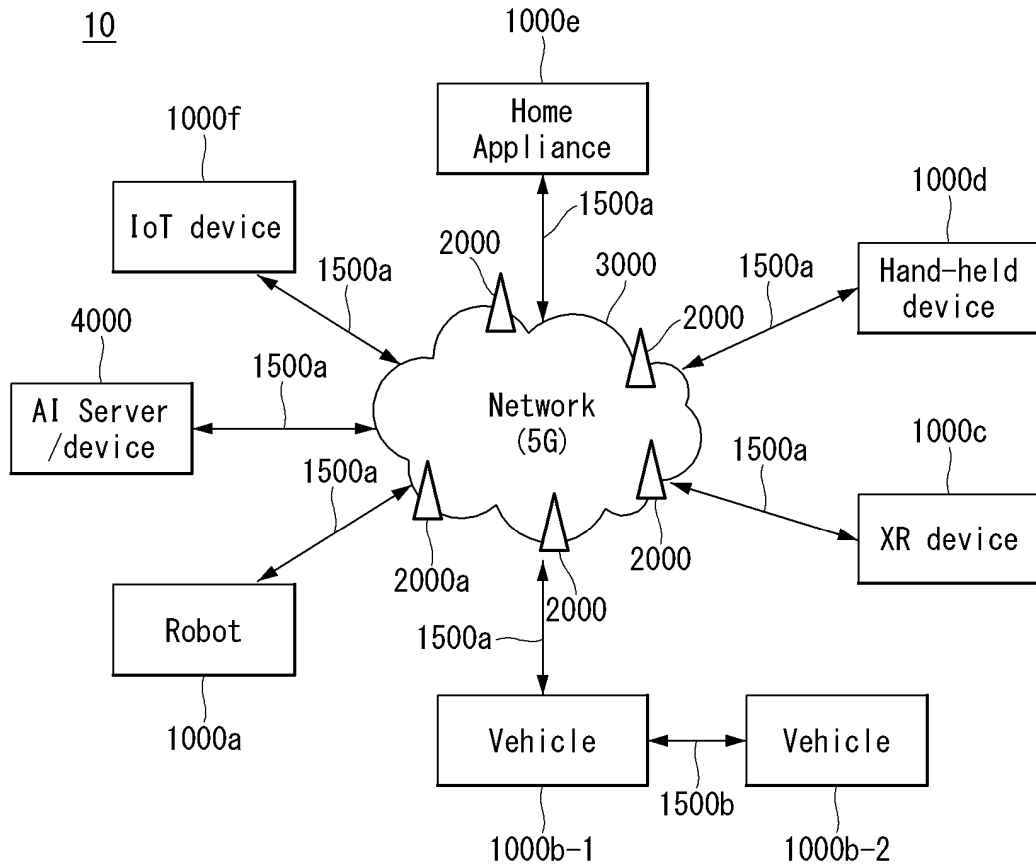 10
1000e
Home
Appliance
1000f
IoT device
1000d
Hand-held
device
1500a
2000
3000
1500a
1500a
2000
4000
AI Server
/device
1500a
Network
(5G)
1000c
XR device
1500a
1500a
2000a
2000
2000
Robot
1000a
1500a
Vehicle
Vehicle
1500b
1000b-1
1000b-2